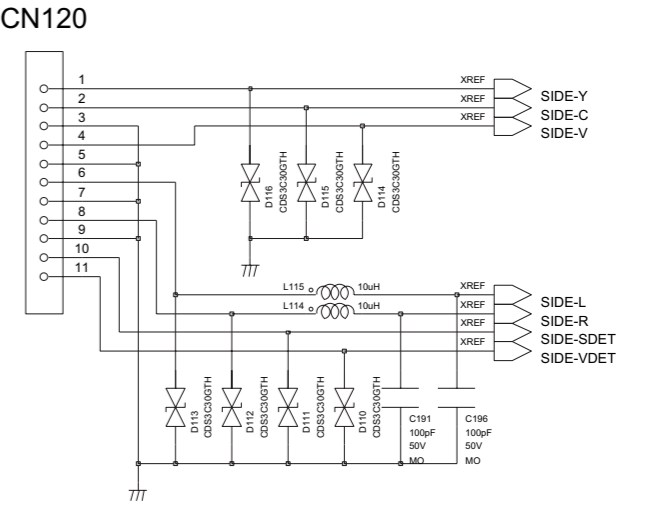 CN120
1
2
3
4
5
6
7
8
9
10
11
XREF
XREF
XREF
SIDE-Y
SIDE-C
SIDE-V
D116
CDS3C30GTH
D115
CDS3C30GTH
D114
CDS3C30GTH
L115 10uH
L114 10uH
XREF
XREF
XREF
XREF
SIDE-L
SIDE-R
SIDE-SDET
SIDE-VDET
D113
CDS3C30GTH
D112
CDS3C30GTH
D111
CDS3C30GTH
D110
CDS3C30GTH
C191
100pF
50V
MO
C196
100pF
50V
MO